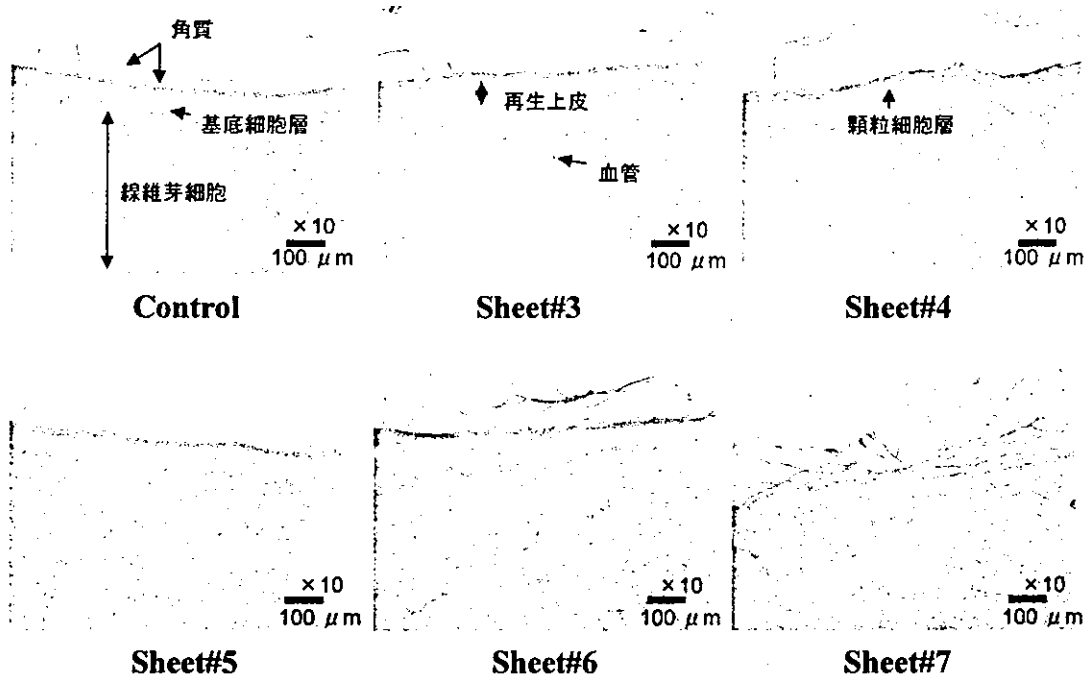 角質
基底細胞層
線維芽細胞
×10
100 μm
Control
再生上皮
血管
×10
100 μm
Sheet#3
顆粒細胞層
×10
100 μm
Sheet#4
×10
100 μm
Sheet#5
×10
100 μm
Sheet#6
×10
100 μm
Sheet#7